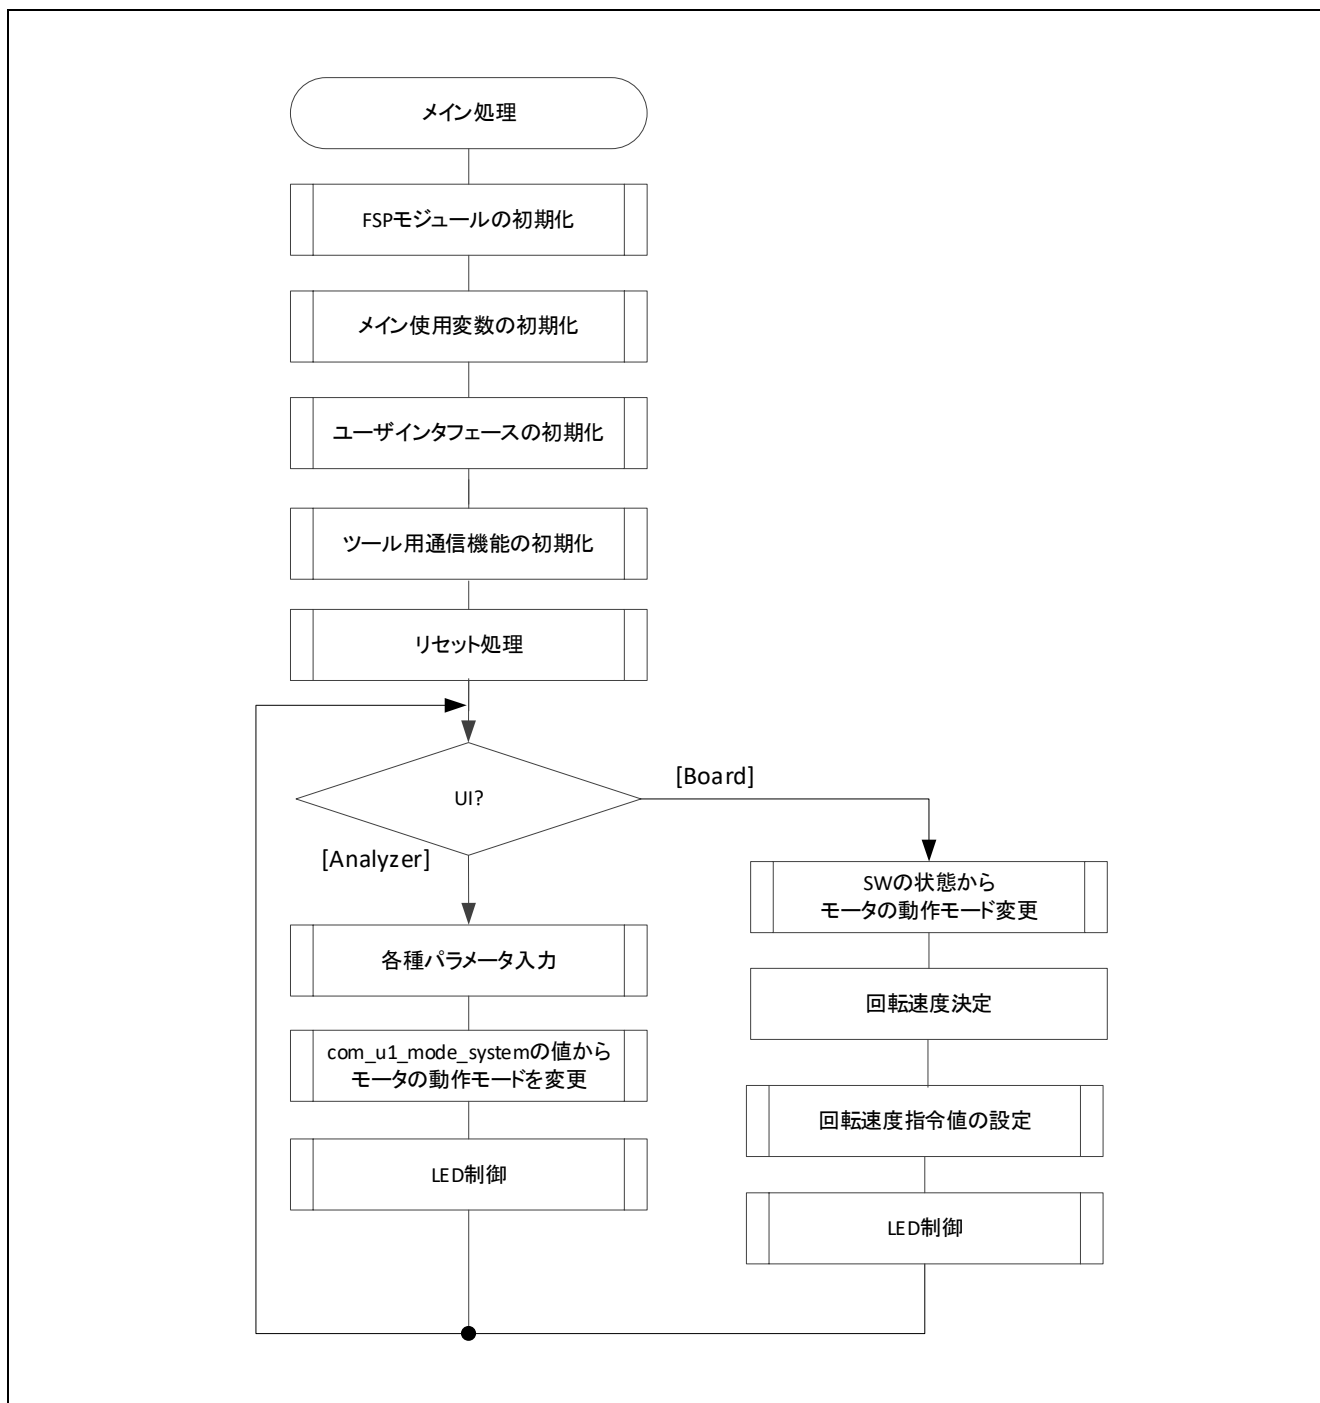 メイン処理
FSPモジュールの初期化
メイン使用変数の初期化
ユーザインタフェースの初期化
ツール用通信機能の初期化
リセット処理
UI?
[Board]
[Analyzer]
各種パラメータ入力
com_u1_mode_systemの値から
モータの動作モードを変更
LED制御
SWの状態から
モータの動作モード変更
回転速度決定
回転速度指令値の設定
LED制御